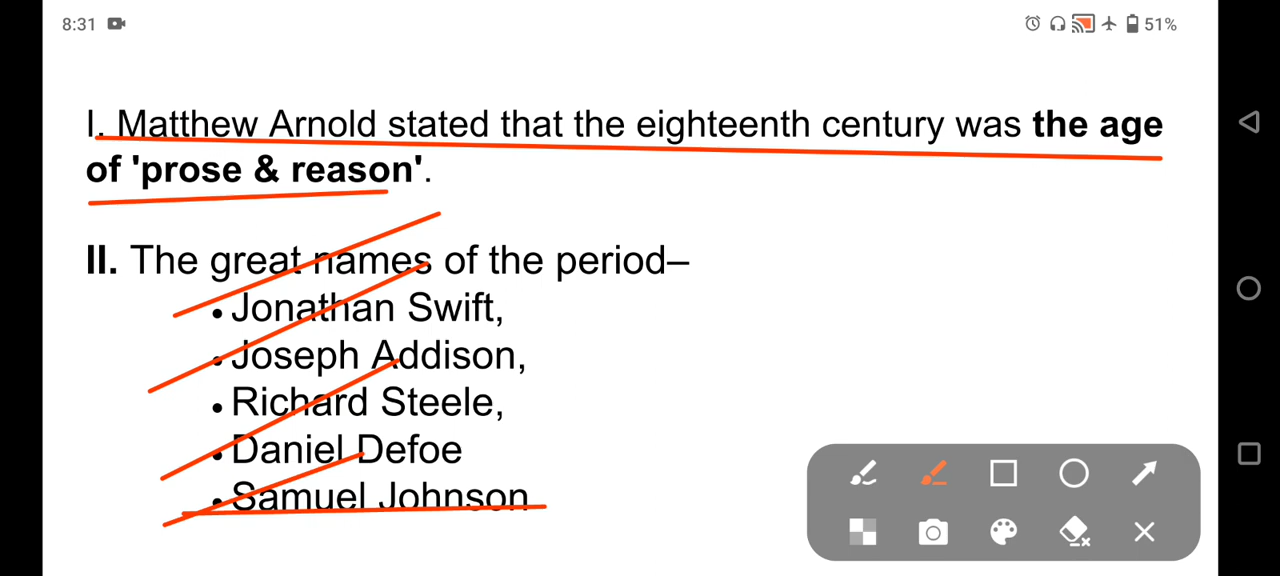 8:31
51%
I. Matthew Arnold stated that the eighteenth century was the age
of 'prose & reason'.
II. The great names of the period–
• Jonathan Swift,
• Joseph Addison,
• Richard Steele,
• Daniel Defoe
• Samuel Johnson